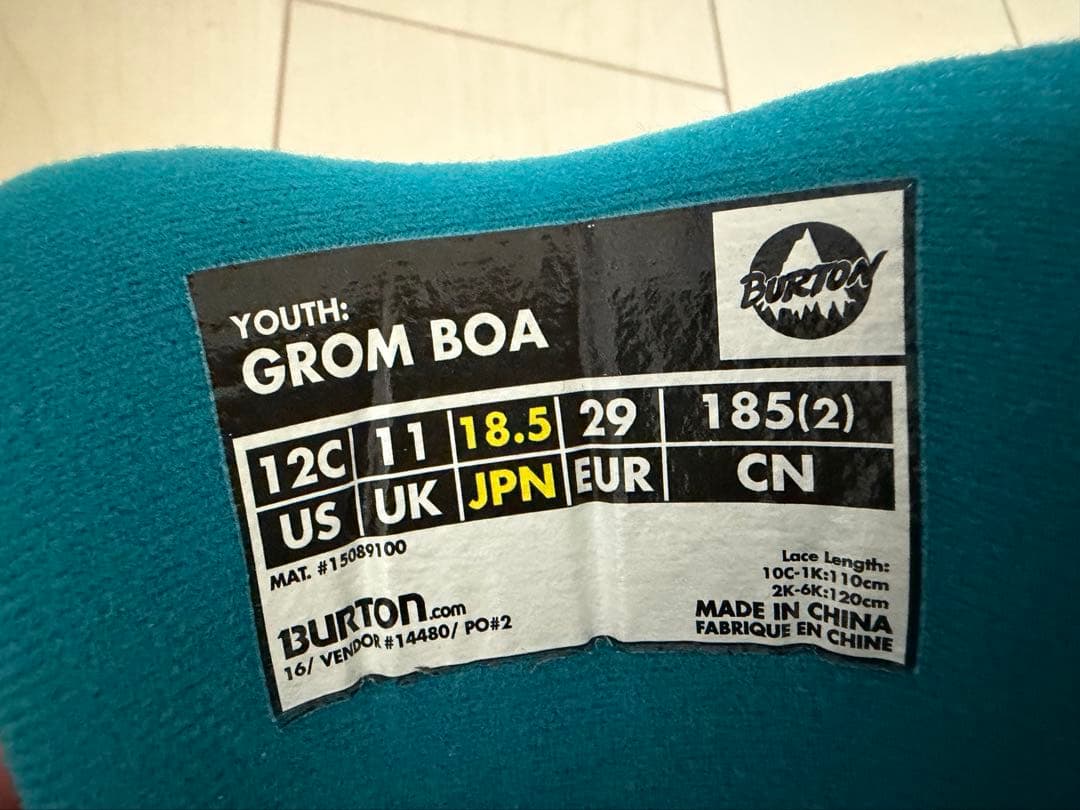 BURTON
YOUTH:
GROM BOA
12C 11 18.5 29 185(2)
US UK JPN EUR CN
MAT. #15089100
Lace Length:
10C-1K:110cm
2K-6K:120cm
BURTON.com
16/ VENDOR #14480/ PO#2
MADE IN CHINA
FABRIQUE EN CHINE